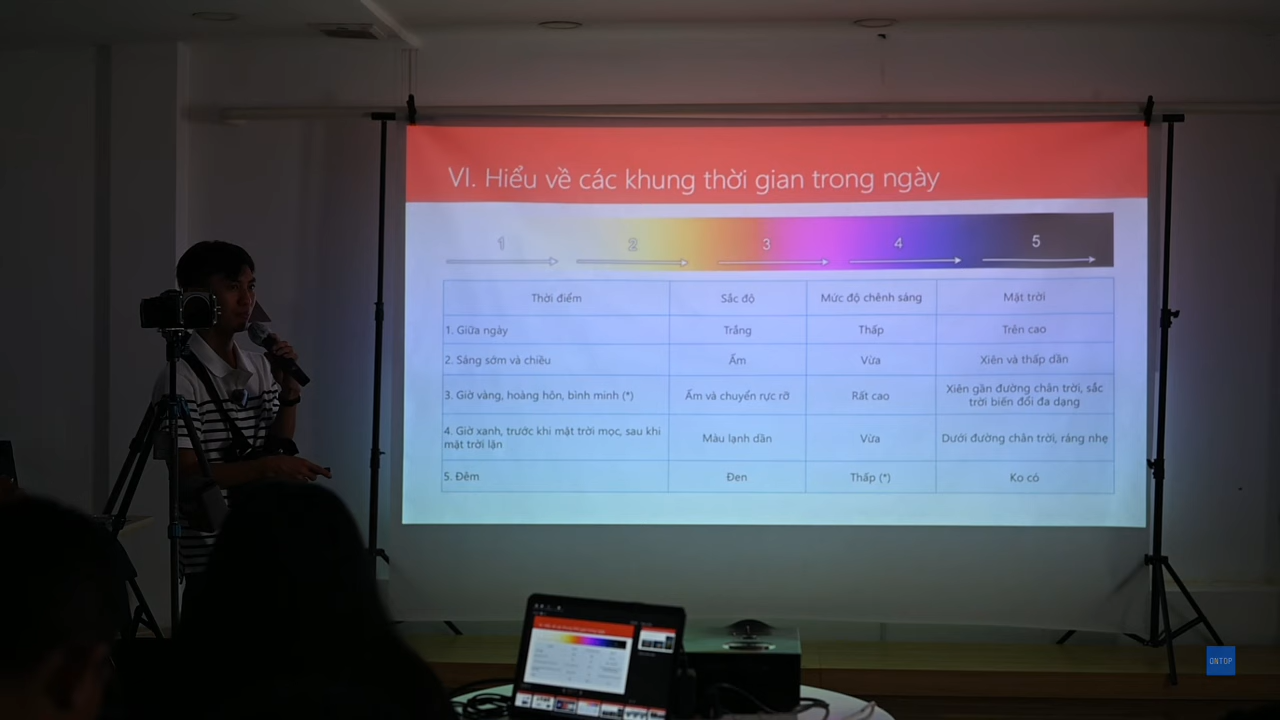 VI. Hiểu về các khung thời gian trong ngày
1 2 3 4 5
Thời điểm Sắc độ Mức độ chênh sáng Mặt trời
1. Giữa ngày Trắng Thấp Trên cao
2. Sáng sớm và chiều Ấm Vừa Xiên và thấp dần
3. Giờ vàng, hoàng hôn, bình minh (*) Ấm và chuyển rực rỡ Rất cao Xiên gần đường chân trời, sắc
trời biến đổi đa dạng
4. Giờ xanh, trước khi mặt trời mọc, sau khi
mặt trời lặn Màu lạnh dần Vừa Dưới đường chân trời, ráng nhẹ
5. Đêm Đen Thấp (*) Ko có
ONTOP